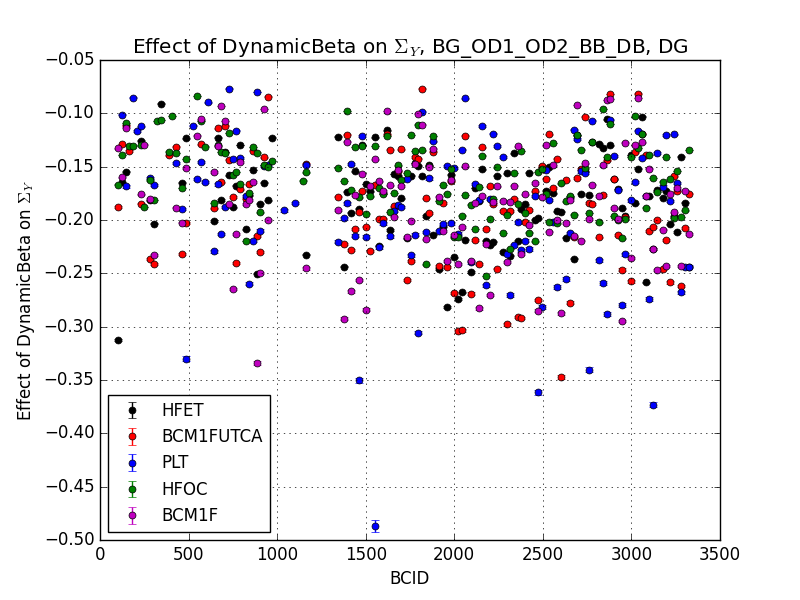 Effect of DynamicBeta on Σ_Y, BG_OD1_OD2_BB_DB, DG
Effect of DynamicBeta on Σ_Y
−0.05
−0.10
−0.15
−0.20
−0.25
−0.30
−0.35
−0.40
−0.45
−0.50
HFET
BCM1FUTCA
PLT
HFOC
BCM1F
0 500 1000 1500 2000 2500 3000 3500
BCID